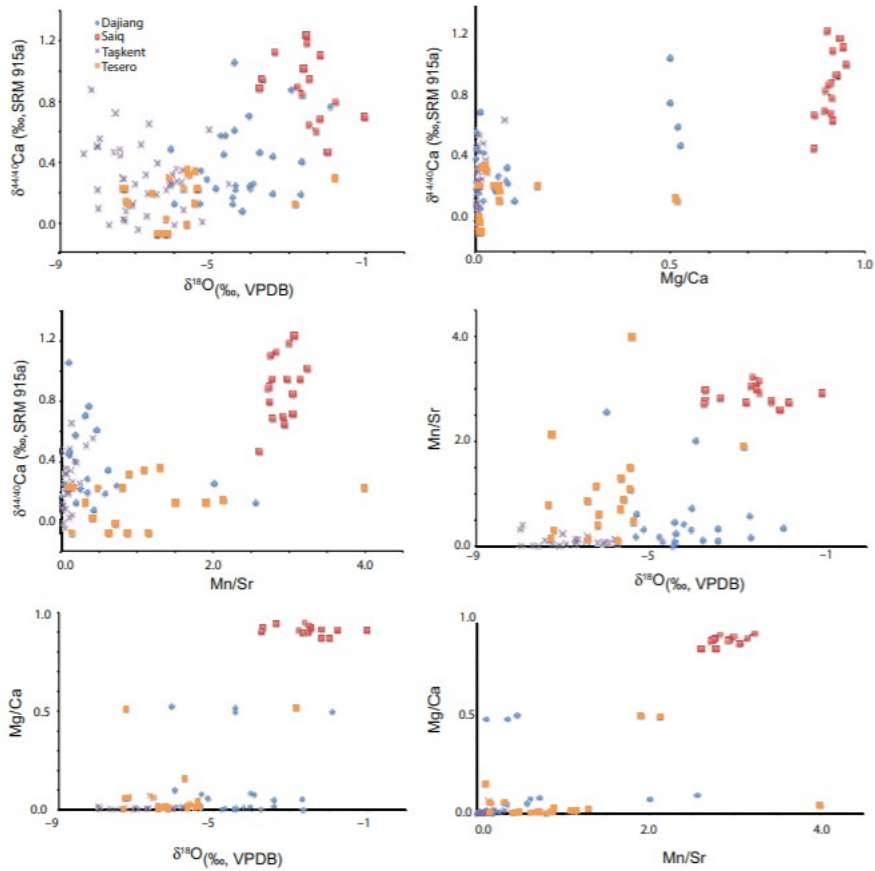 Dajiang
Saiq
Taşkent
Tesero
1.2
0.8
0.4
0.0
δ44/40Ca (‰, SRM 915a)
−9
−5
−1
δ18O(‰, VPDB)
1.2
0.8
0.4
0.0
δ44/40Ca (‰,SRM 915a)
0.0
0.5
1.0
Mg/Ca
1.2
0.8
0.4
0.0
δ44/40Ca (‰, SRM 915a)
0.0
2.0
4.0
Mn/Sr
4.0
2.0
0.0
Mn/Sr
−9
−5
−1
δ18O(‰, VPDB)
1.0
0.5
0.0
Mg/Ca
−9
−5
−1
δ18O(‰, VPDB)
1.0
0.5
0.0
Mg/Ca
0.0
2.0
4.0
Mn/Sr